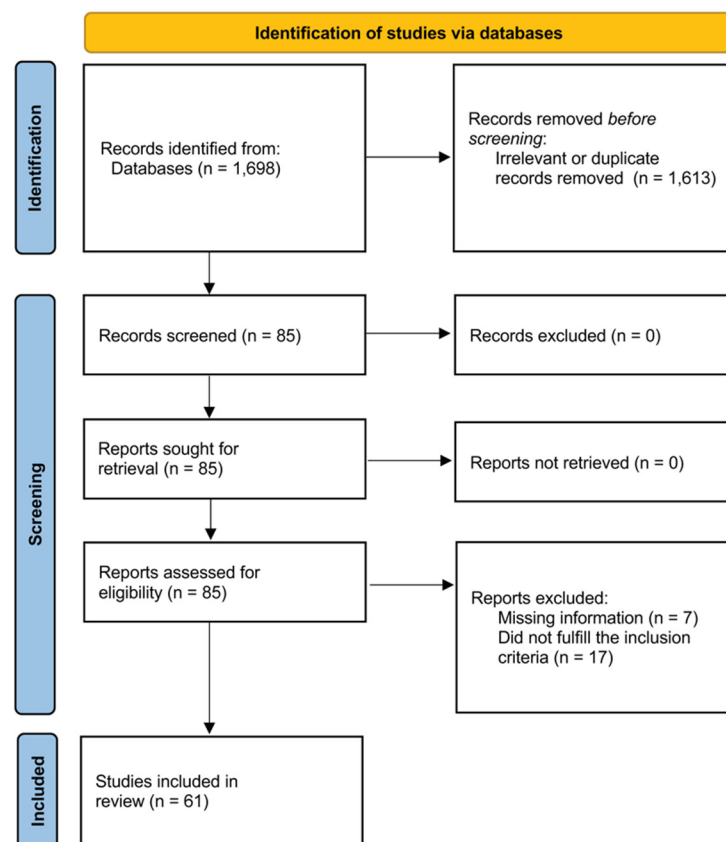 Identification of studies via databases
Identification
Records identified from:
Databases (n = 1,698)
Records removed before
screening:
Irrelevant or duplicate
records removed (n = 1,613)
Screening
Records screened (n = 85)
Records excluded (n = 0)
Reports sought for
retrieval (n = 85)
Reports not retrieved (n = 0)
Reports assessed for
eligibility (n = 85)
Reports excluded:
Missing information (n = 7)
Did not fulfill the inclusion
criteria (n = 17)
Included
Studies included in
review (n = 61)